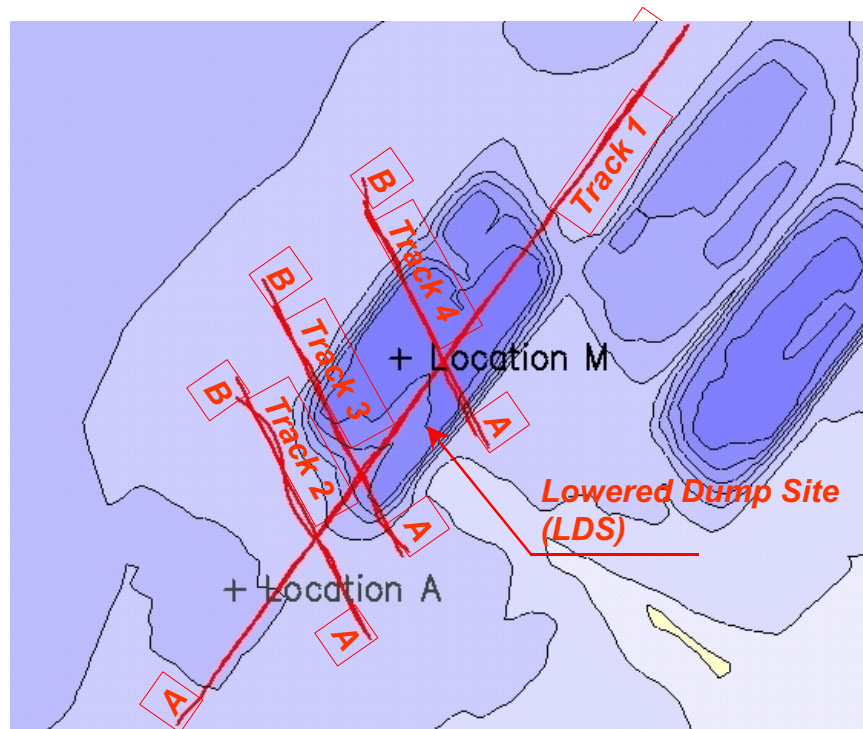 Track 1
B
Track 4
B
Track 3
+ Location M
B
Track 2
A
Lowered Dump Site
(LDS)
A
+ Location A
A
A